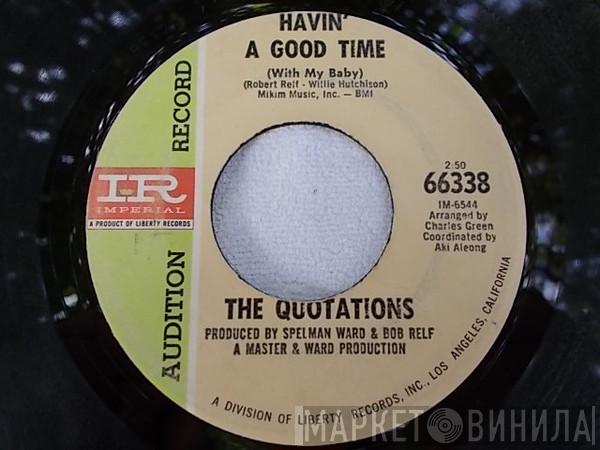 HAVIN'
A GOOD TIME
(With My Baby)
(Robert Relf - Willie Hutchison)
Mikim Music, Inc. — BMI
AUDITION RECORD
IR
IMPERIAL
A PRODUCT OF LIBERTY RECORDS
2:50
66338
IM-6544
Arranged by
Charles Green
Coordinated by
Aki Aleong
THE QUOTATIONS
PRODUCED BY SPELMAN WARD & BOB RELF
A MASTER & WARD PRODUCTION
A DIVISION OF LIBERTY RECORDS, INC., LOS ANGELES, CALIFORNIA
МАРКЕТ ВИНИЛА